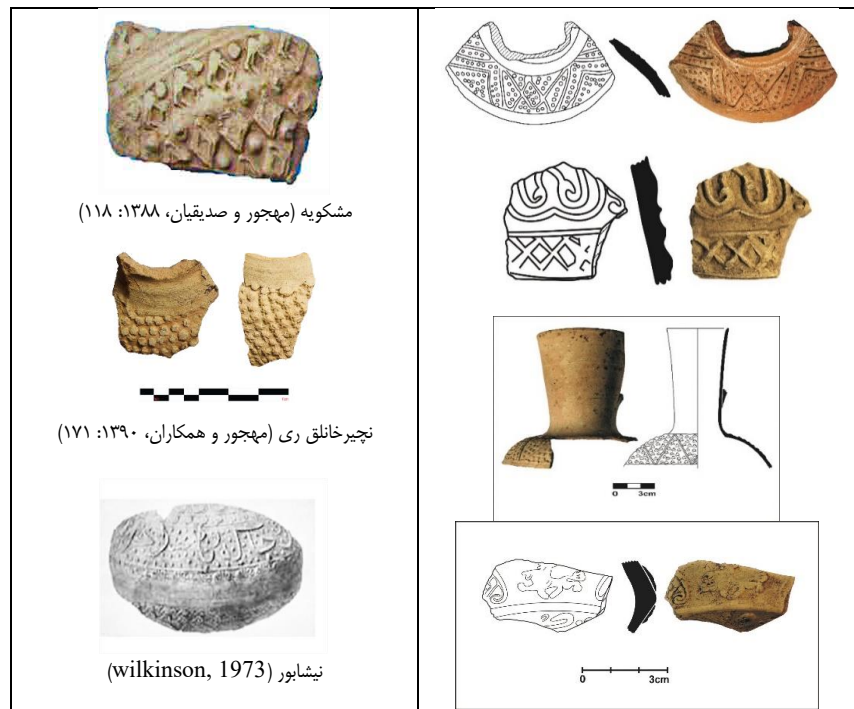 مشکویه (مهجور و صدیقیان، ۱۳۸۸: ۱۱۸)
نچیرخانلق ری (مهجور و همکاران، ۱۳۹۰: ۱۷۱)
نیشابور (wilkinson, 1973)
0 3cm
0 3cm